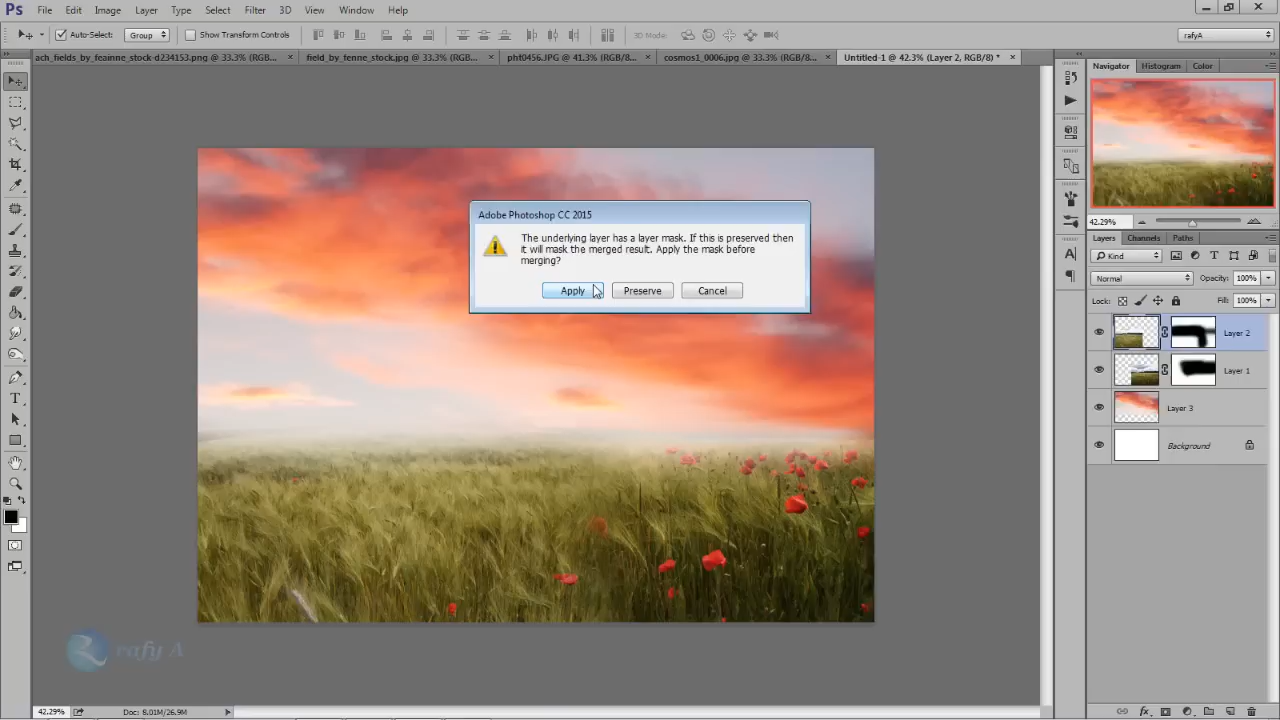 Ps File Edit Image Layer Type Select Filter 3D View Window Help
Auto-Select: Group Show Transform Controls 3D Mode: rafyA
ach_fields_by_feainne_stock-d234153.png @ 33.3% (RGB... × field_by_fenne_stock.jpg @ 33.3% (RGB... × pht0456.JPG @ 41.3% (RGB/8... × cosmos1_0006.jpg @ 33.3% (RGB/8... × Untitled-1 @ 42.3% (Layer 2, RGB/8) * ×
Navigator Histogram Color
Adobe Photoshop CC 2015
The underlying layer has a layer mask. If this is preserved then
it will mask the merged result. Apply the mask before
merging?
Apply Preserve Cancel
42.29%
Layers Channels Paths
Kind
Normal Opacity: 100%
Lock: Fill: 100%
Layer 2
Layer 1
Layer 3
Background
rafy A
42.29% Doc: 8.01M/26.9M